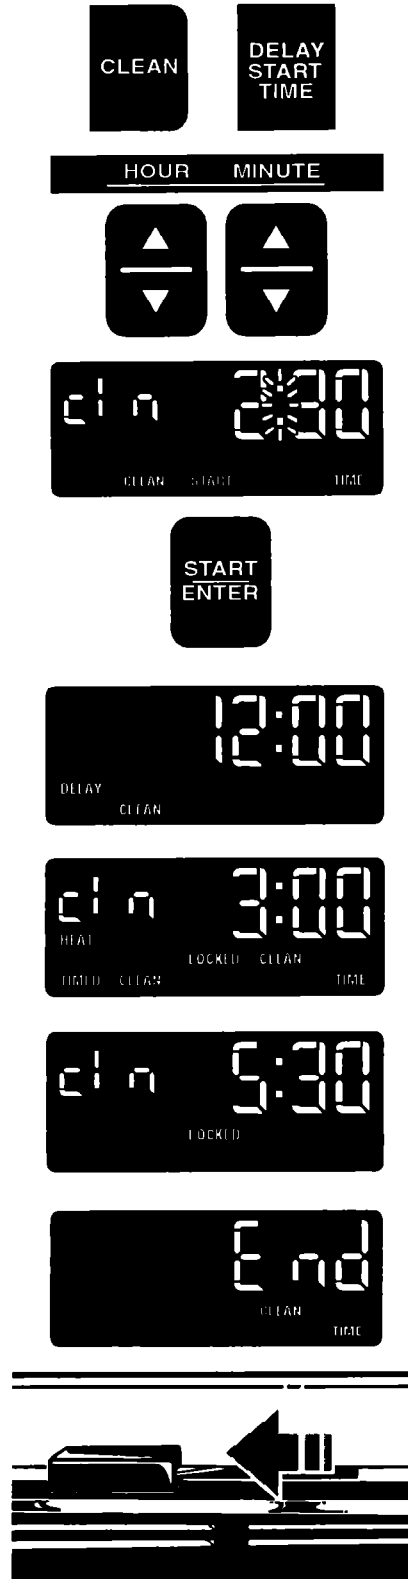 CLEAN
DELAY
START
TIME
HOUR MINUTE
cln 2:30
CLEAN START TIME
START
ENTER
12:00
DELAY
CLEAN
cln 3:00
HEAT
LOCKED CLEAN
TIMED CLEAN TIME
cln 5:30
LOCKED
End
CLEAN
TIME